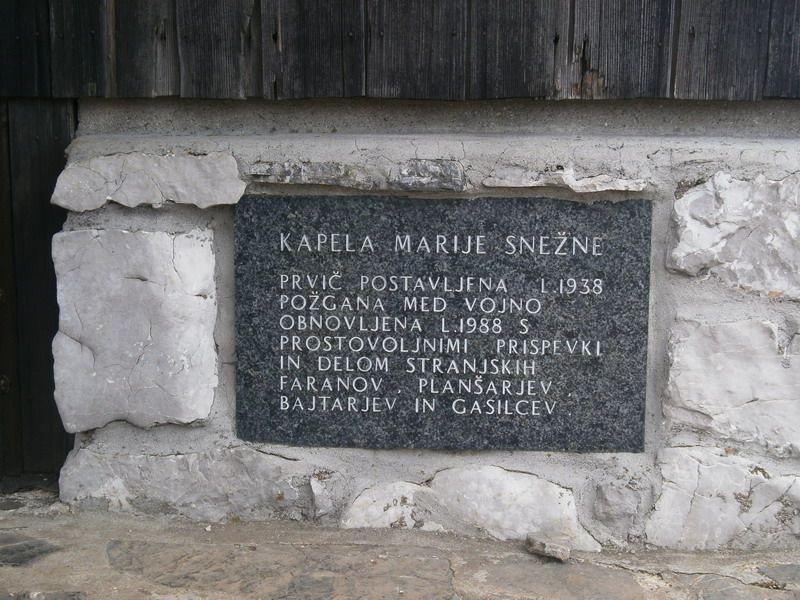 KAPELA MARIJE SNEŽNE
PRVIČ POSTAVLJENA L.1938
POŽGANA MED VOJNO
OBNOVLJENA L.1988 S
PROSTOVOLJNIMI PRISPEVKI
IN DELOM STRANJSKIH
FARANOV , PLANŠARJEV ,
BAJTARJEV IN GASILCEV .